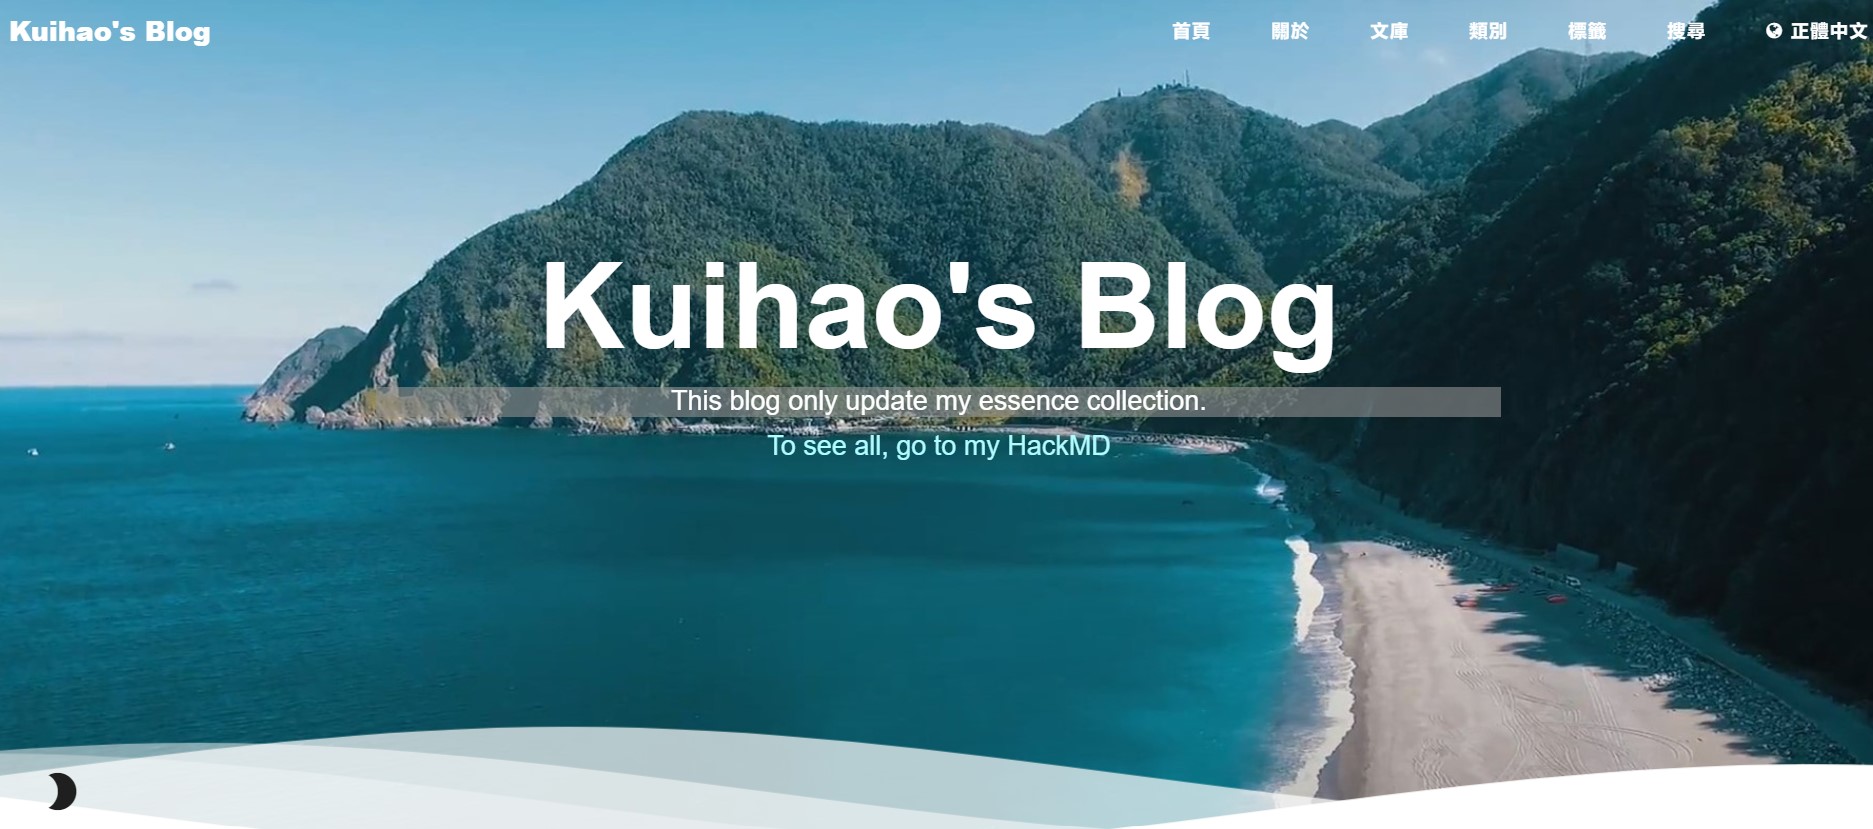 Kuihao's Blog
首頁 關於 文庫 類別 標籤 搜尋 正體中文
Kuihao's Blog
This blog only update my essence collection.
To see all, go to my HackMD